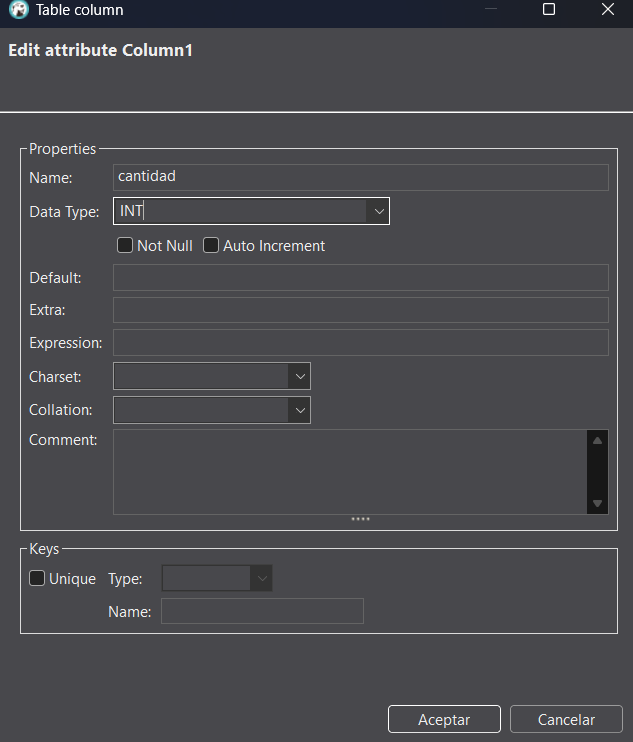 Table column
Edit attribute Column1
Properties
Name: cantidad
Data Type: INT
Not Null Auto Increment
Default:
Extra:
Expression:
Charset:
Collation:
Comment:
Keys
Unique Type:
Name:
Aceptar Cancelar